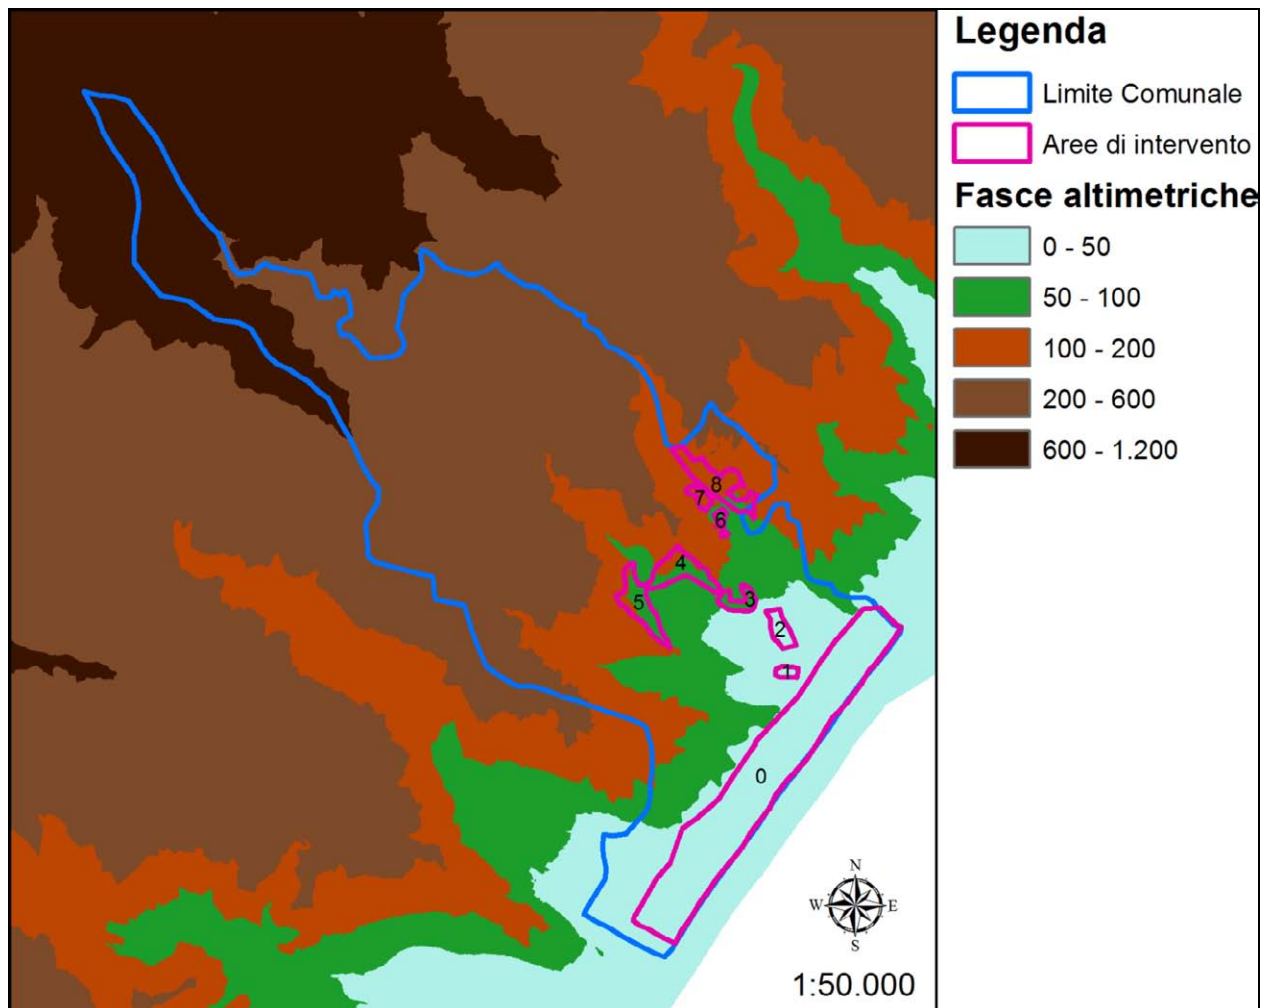 Legenda
Limite Comunale
Aree di intervento
Fasce altimetriche
0 - 50
50 - 100
100 - 200
200 - 600
600 - 1.200
8
7
6
4
5
3
2
1
0
N
W E
S
1:50.000